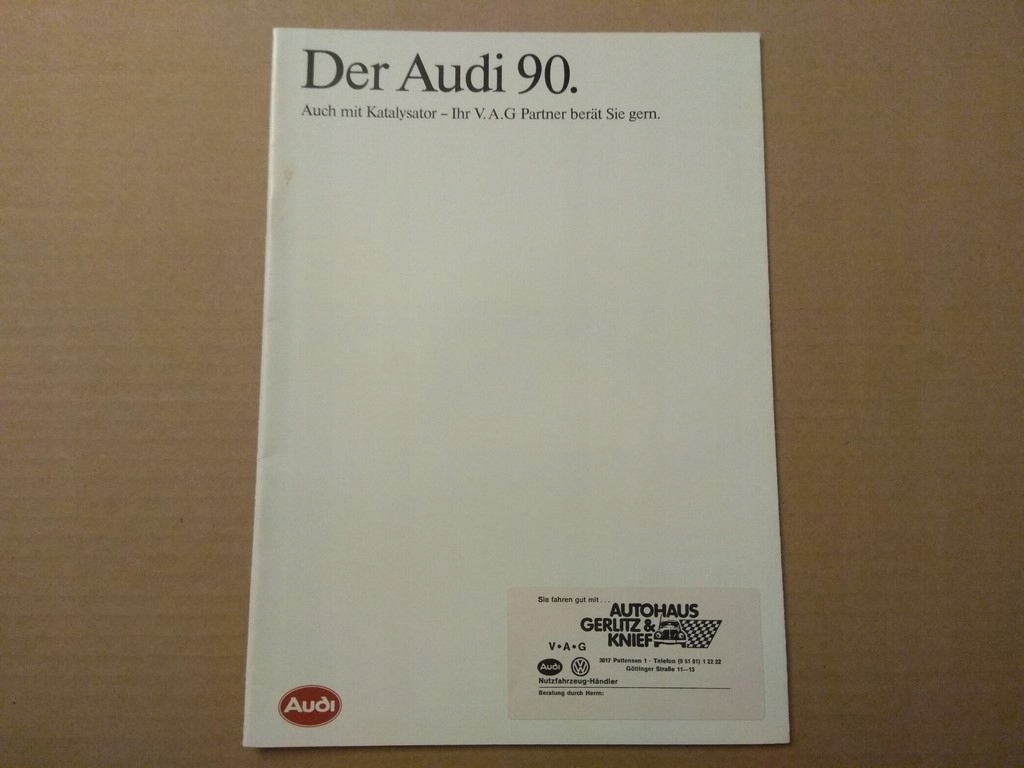 Der Audi 90.
Auch mit Katalysator – Ihr V.A.G Partner berät Sie gern.
Sie fahren gut mit...
AUTOHAUS
GERLITZ &
KNIEF
V•A•G
3017 Pattensen 1 · Telefon (0 51 01) 1 22 22
Göttinger Straße 11–13
Audi
Nutzfahrzeug-Händler
Beratung durch Herrn:
Audi